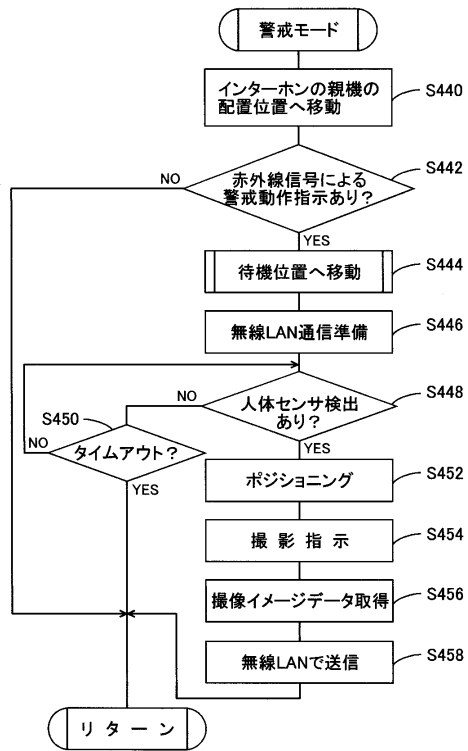 警戒モード
インターホンの親機の
配置位置へ移動
S440
赤外線信号による
警戒動作指示あり?
S442
NO
YES
待機位置へ移動
S444
無線LAN通信準備
S446
人体センサ検出
あり?
S448
NO
YES
S450
タイムアウト?
NO
YES
ポジショニング
S452
撮 影 指 示
S454
撮像イメージデータ取得
S456
無線LANで送信
S458
リ タ ー ン